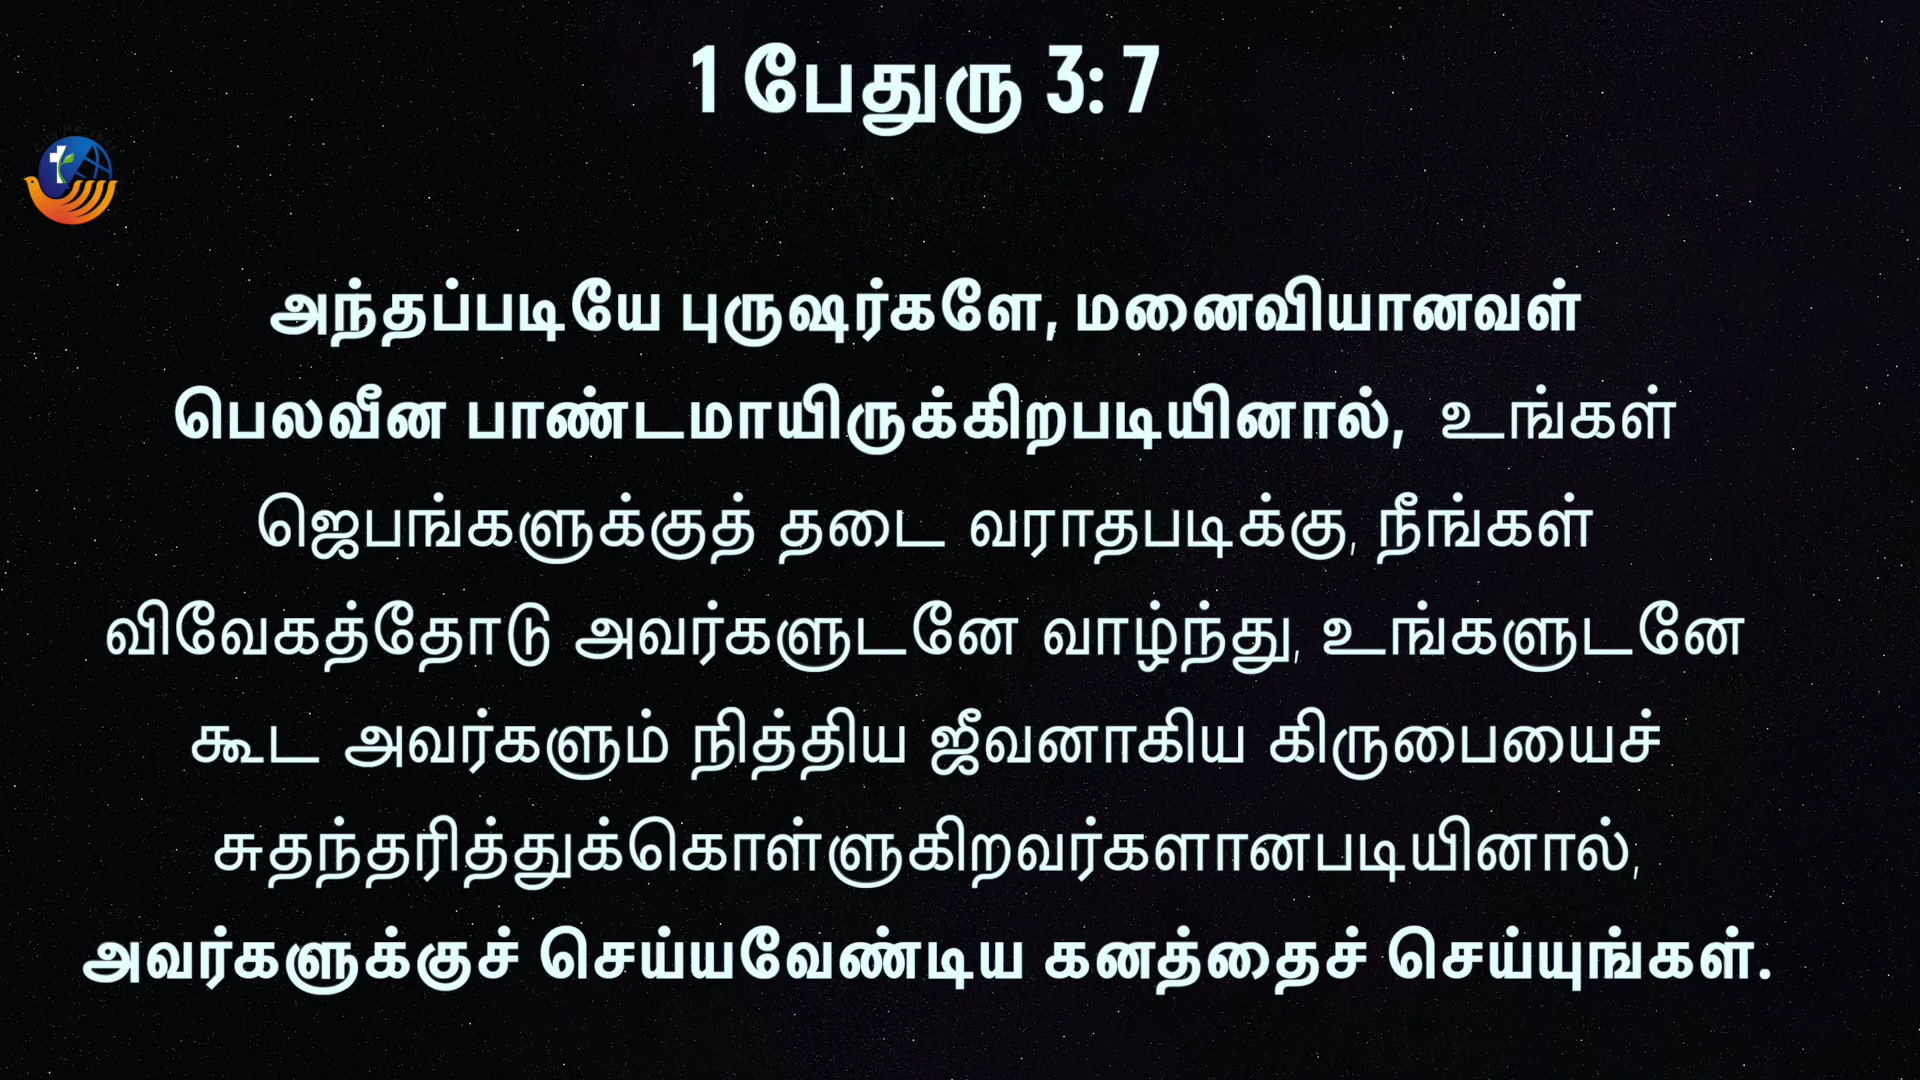 1 பேதுரு 3: 7
அந்தப்படியே புருஷர்களே, மனைவியானவள்
பெலவீன பாண்டமாயிருக்கிறபடியினால், உங்கள்
ஜெபங்களுக்குத் தடை வராதபடிக்கு, நீங்கள்
விவேகத்தோடு அவர்களுடனே வாழ்ந்து, உங்களுடனே
கூட அவர்களும் நித்திய ஜீவனாகிய கிருபையைச்
சுதந்தரித்துக்கொள்ளுகிறவர்களானபடியினால்,
அவர்களுக்குச் செய்யவேண்டிய கனத்தைச் செய்யுங்கள்.